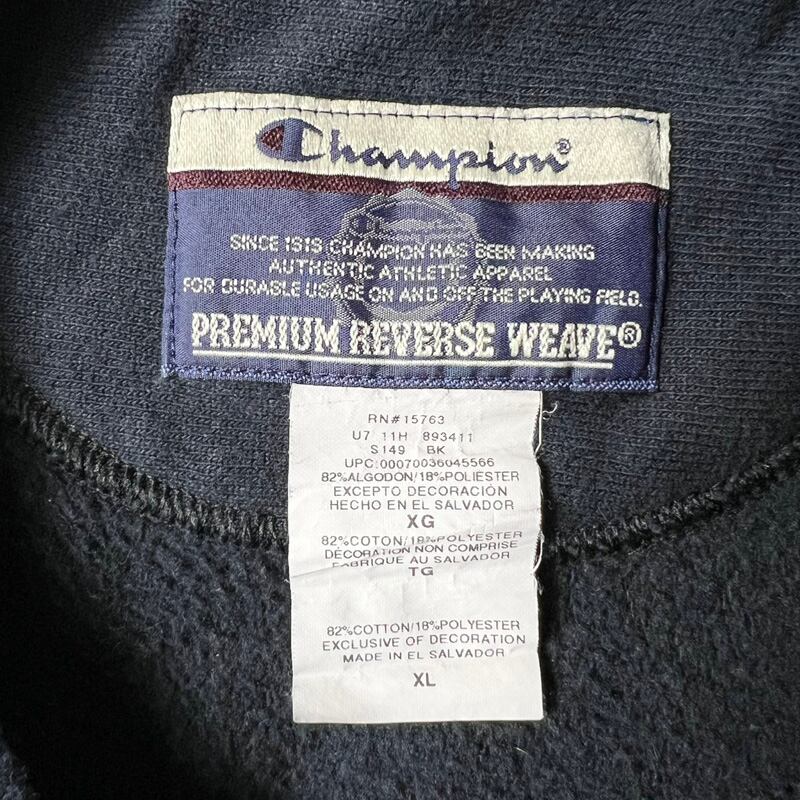 Champion®
SINCE 1919 CHAMPION HAS BEEN MAKING
AUTHENTIC ATHLETIC APPAREL
FOR DURABLE USAGE ON AND OFF THE PLAYING FIELD.
PREMIUM REVERSE WEAVE®
RN#15763
U7 11H 893411
S149 BK
UPC:00070036045566
82%ALGODON/18%POLIESTER
EXCEPTO DECORACIÓN
HECHO EN EL SALVADOR
XG
82%COTON/18%POLYESTER
DÉCORATION NON COMPRISE
FABRIQUE AU SALVADOR
TG
82%COTTON/18%POLYESTER
EXCLUSIVE OF DECORATION
MADE IN EL SALVADOR
XL